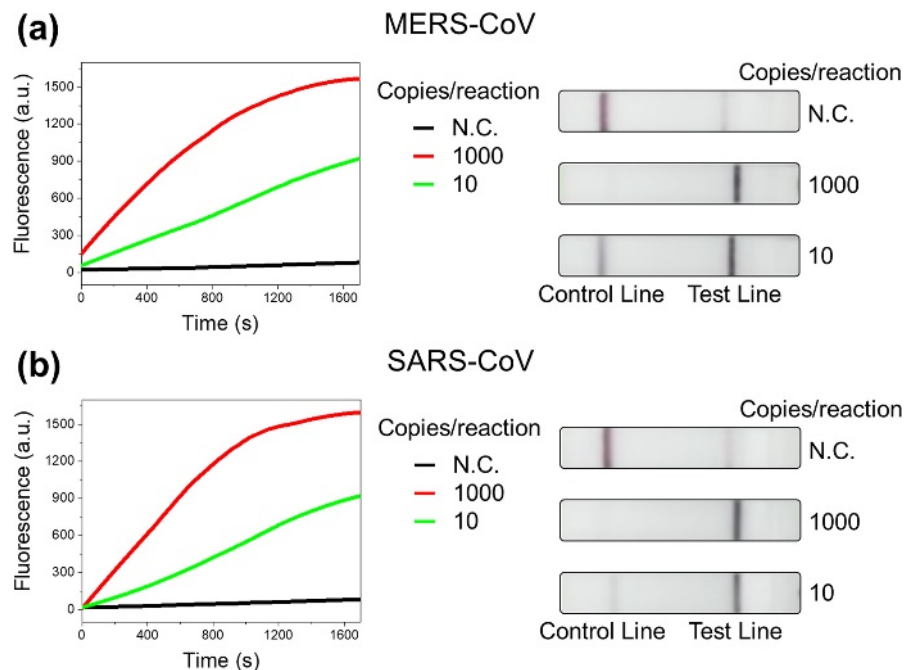 (a)
MERS-CoV
Fluorescence (a.u.)
1500
1200
900
600
300
0
0 400 800 1200 1600
Time (s)
Copies/reaction
N.C.
1000
10
Copies/reaction
N.C.
1000
10
Control Line Test Line
(b)
SARS-CoV
Fluorescence (a.u.)
1500
1200
900
600
300
0
0 400 800 1200 1600
Time (s)
Copies/reaction
N.C.
1000
10
Copies/reaction
N.C.
1000
10
Control Line Test Line